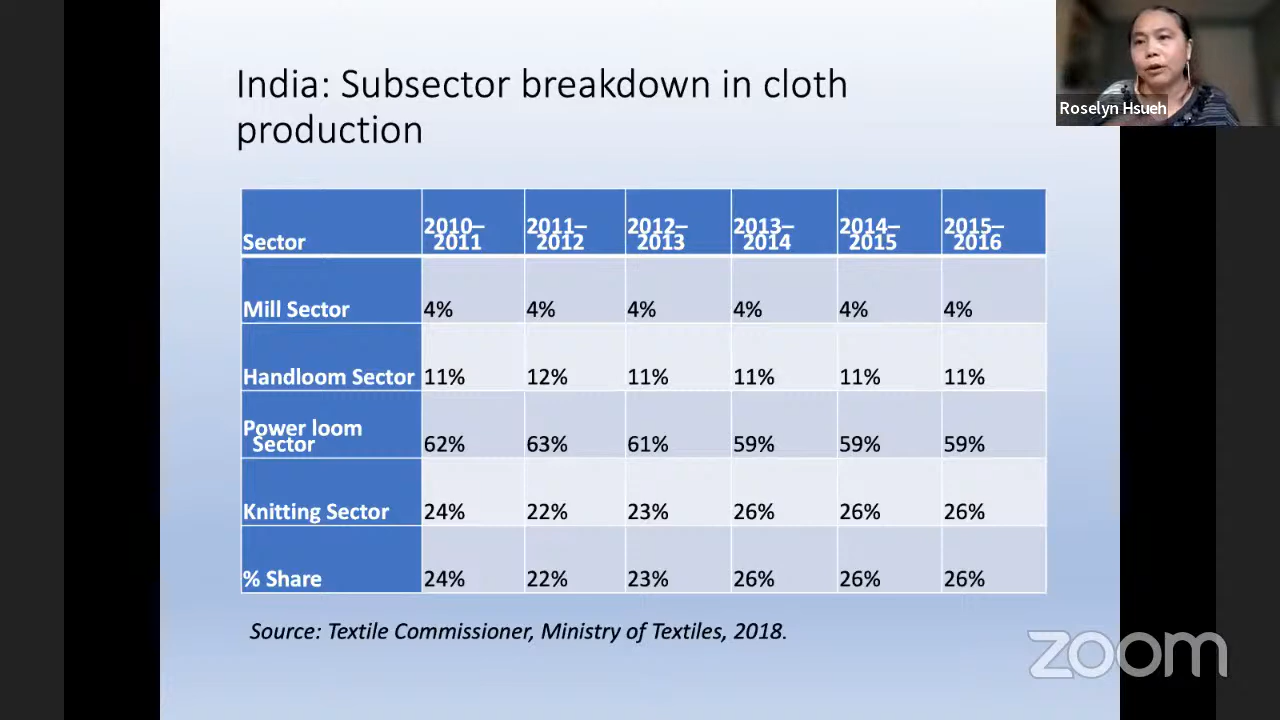 India: Subsector breakdown in cloth
production
Roselyn Hsueh
Sector 2010–2011 2011–2012 2012–2013 2013–2014 2014–2015 2015–2016
Mill Sector 4% 4% 4% 4% 4% 4%
Handloom Sector 11% 12% 11% 11% 11% 11%
Power loom Sector 62% 63% 61% 59% 59% 59%
Knitting Sector 24% 22% 23% 26% 26% 26%
% Share 24% 22% 23% 26% 26% 26%
Source: Textile Commissioner, Ministry of Textiles, 2018.
zoom